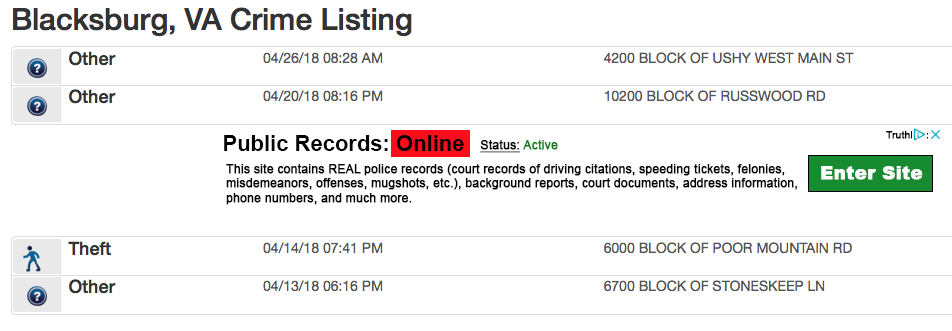 Blacksburg, VA Crime Listing
? Other 04/26/18 08:28 AM 4200 BLOCK OF USHY WEST MAIN ST
? Other 04/20/18 08:16 PM 10200 BLOCK OF RUSSWOOD RD
Truthl
Public Records: Online Status: Active
This site contains REAL police records (court records of driving citations, speeding tickets, felonies,
misdemeanors, offenses, mugshots, etc.), background reports, court documents, address information,
phone numbers, and much more.
Enter Site
Theft 04/14/18 07:41 PM 6000 BLOCK OF POOR MOUNTAIN RD
? Other 04/13/18 06:16 PM 6700 BLOCK OF STONESKEEP LN